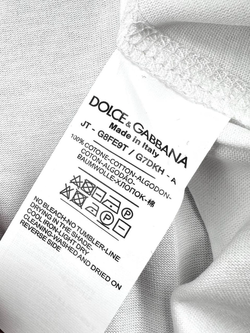 DOLCE & GABBANA
Made in Italy
JT - G8FE9T / G7DKH - A
100% COTONE-COTTON-ALGODON-
COTON-ALGODÃO-
BAUMWOLLE-ХЛОПОК-棉
NO BLEACH-NO TUMBLER-LINE
DRYING IN THE SHADE-
COOL IRON-LIGHT DRY
CLEANING-WASHED AND DRIED ON
REVERSE SIDE-